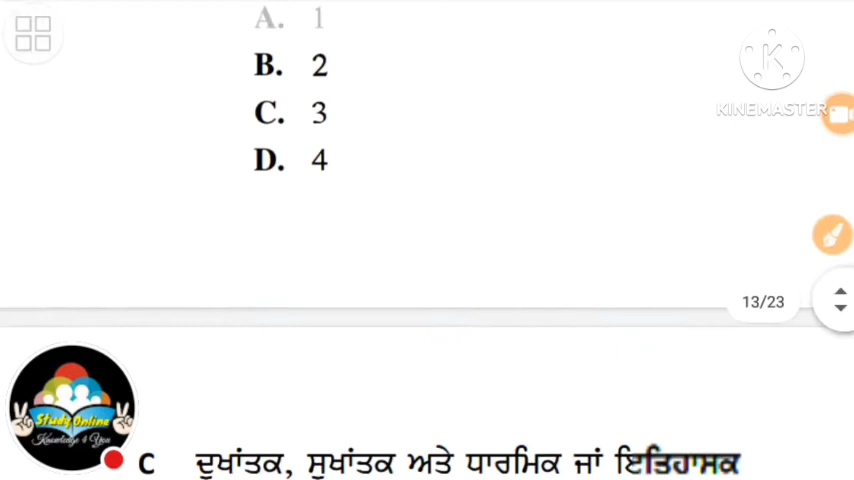 A. 1
B. 2
KINEMASTER
C. 3
D. 4
13/23
Study Online
Knowledge 4 You
C ਦੁਖਾਂਤਕ, ਸੁਖਾਂਤਕ ਅਤੇ ਧਾਰਮਿਕ ਜਾਂ ਇਤਿਹਾਸਕ